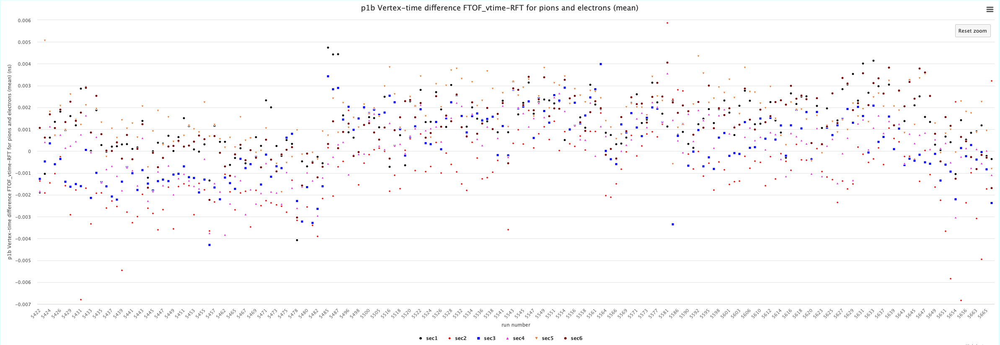 p1b Vertex-time difference FTOF_vtime-RFT for pions and electrons (mean)
Reset zoom
p1b Vertex-time difference FTOF_vtime-RFT for pions and electrons (mean) (ns)
0.006
0.005
0.004
0.003
0.002
0.001
0
-0.001
-0.002
-0.003
-0.004
-0.005
-0.006
-0.007
5422 5424 5426 5429 5431 5433 5435 5437 5439 5441 5443 5445 5447 5449 5451 5453 5455 5457 5462 5465 5467 5469 5471 5473 5475 5478 5480 5482 5485 5487 5496 5498 5500 5505 5516 5518 5520 5522 5524 5526 5528 5532 5534 5536 5538 5541 5543 5545 5547 5549 5551 5554 5556 5558 5561 5564 5566 5569 5571 5573 5577 5581 5586 5590 5592 5595 5598 5601 5603 5606 5610 5612 5614 5616 5618 5620 5623 5625 5627 5629 5631 5633 5637 5639 5643 5645 5647 5649 5651 5654 5656 5663 5665
run number
sec1 sec2 sec3 sec4 sec5 sec6